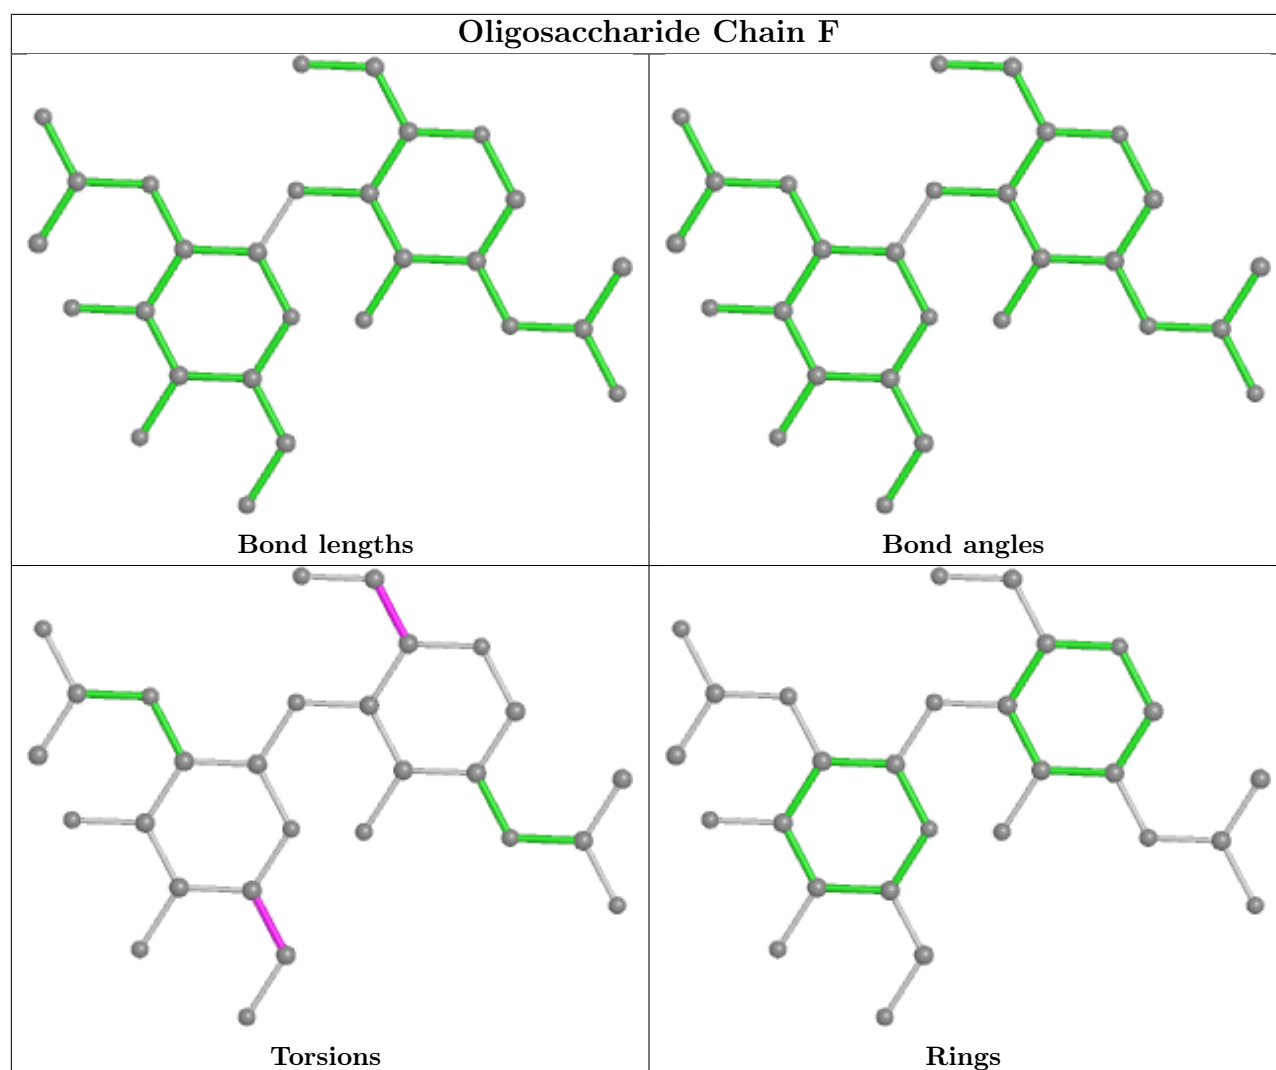 Oligosaccharide Chain F
Bond lengths
Bond angles
Torsions
Rings